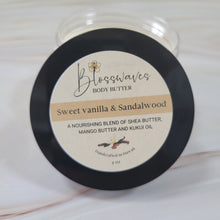 Blosswaves
BODY BUTTER
Sweet vanilla & Sandalwood
A NOURISHING BLEND OF SHEA BUTTER,
MANGO BUTTER AND KUKUI OIL